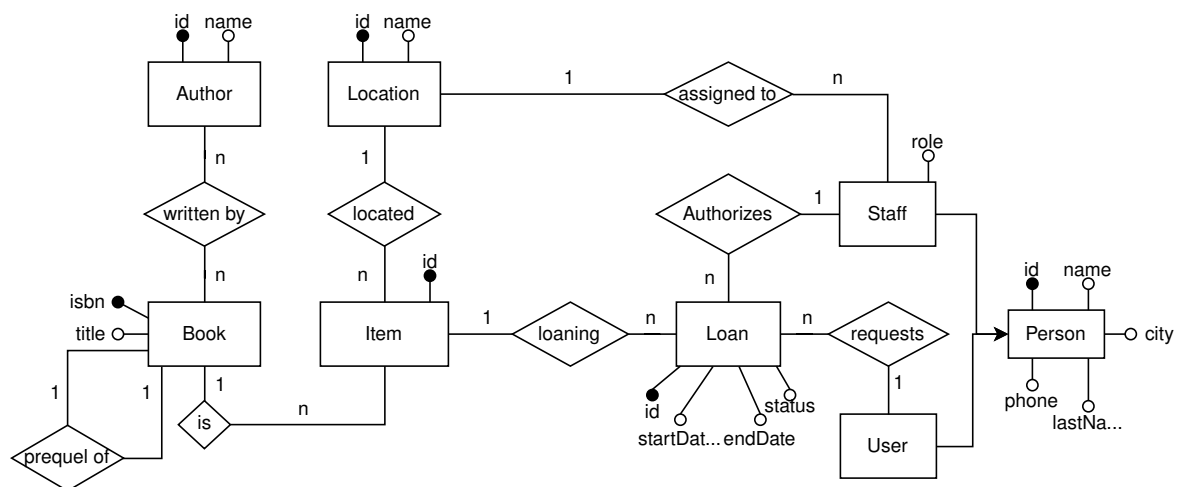 id name
id name
Author
Location
1
assigned to
n
role
n
1
written by
located
Authorizes
1
Staff
n
n
id
n
id name
isbn
title
Book
Item
1
loaning
n
Loan
n
requests
Person
city
1
1
1
n
is
id
startDat...
endDate
status
1
User
phone
lastNa...
prequel of